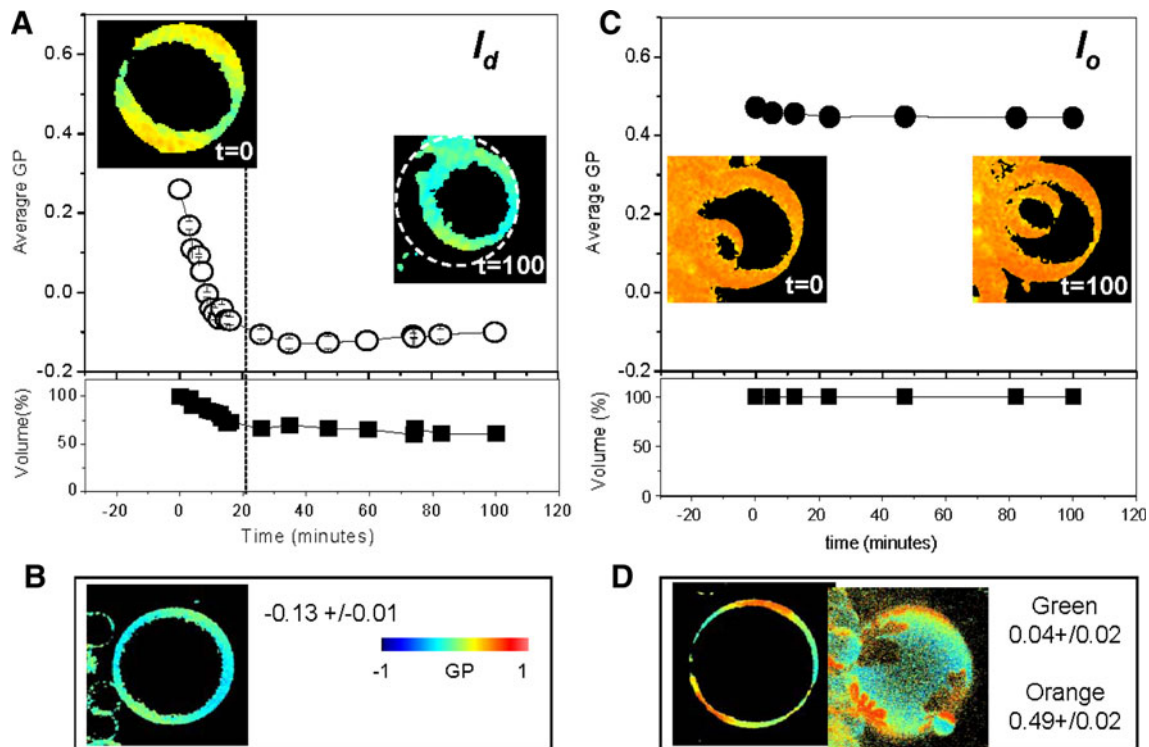 A
I_d
0.6
0.4
0.2
0.0
-0.2
Averagre GP
t=0
t=100
100
50
0
Volume(%)
-20 0 20 40 60 80 100 120
Time (minutes)
C
l_o
0.6
0.4
0.2
0.0
-0.2
Average GP
t=0
t=100
100
50
0
Volume (%)
-20 0 20 40 60 80 100 120
time (minutes)
B
-0.13 +/-0.01
-1 GP 1
D
Green
0.04+/0.02
Orange
0.49+/0.02